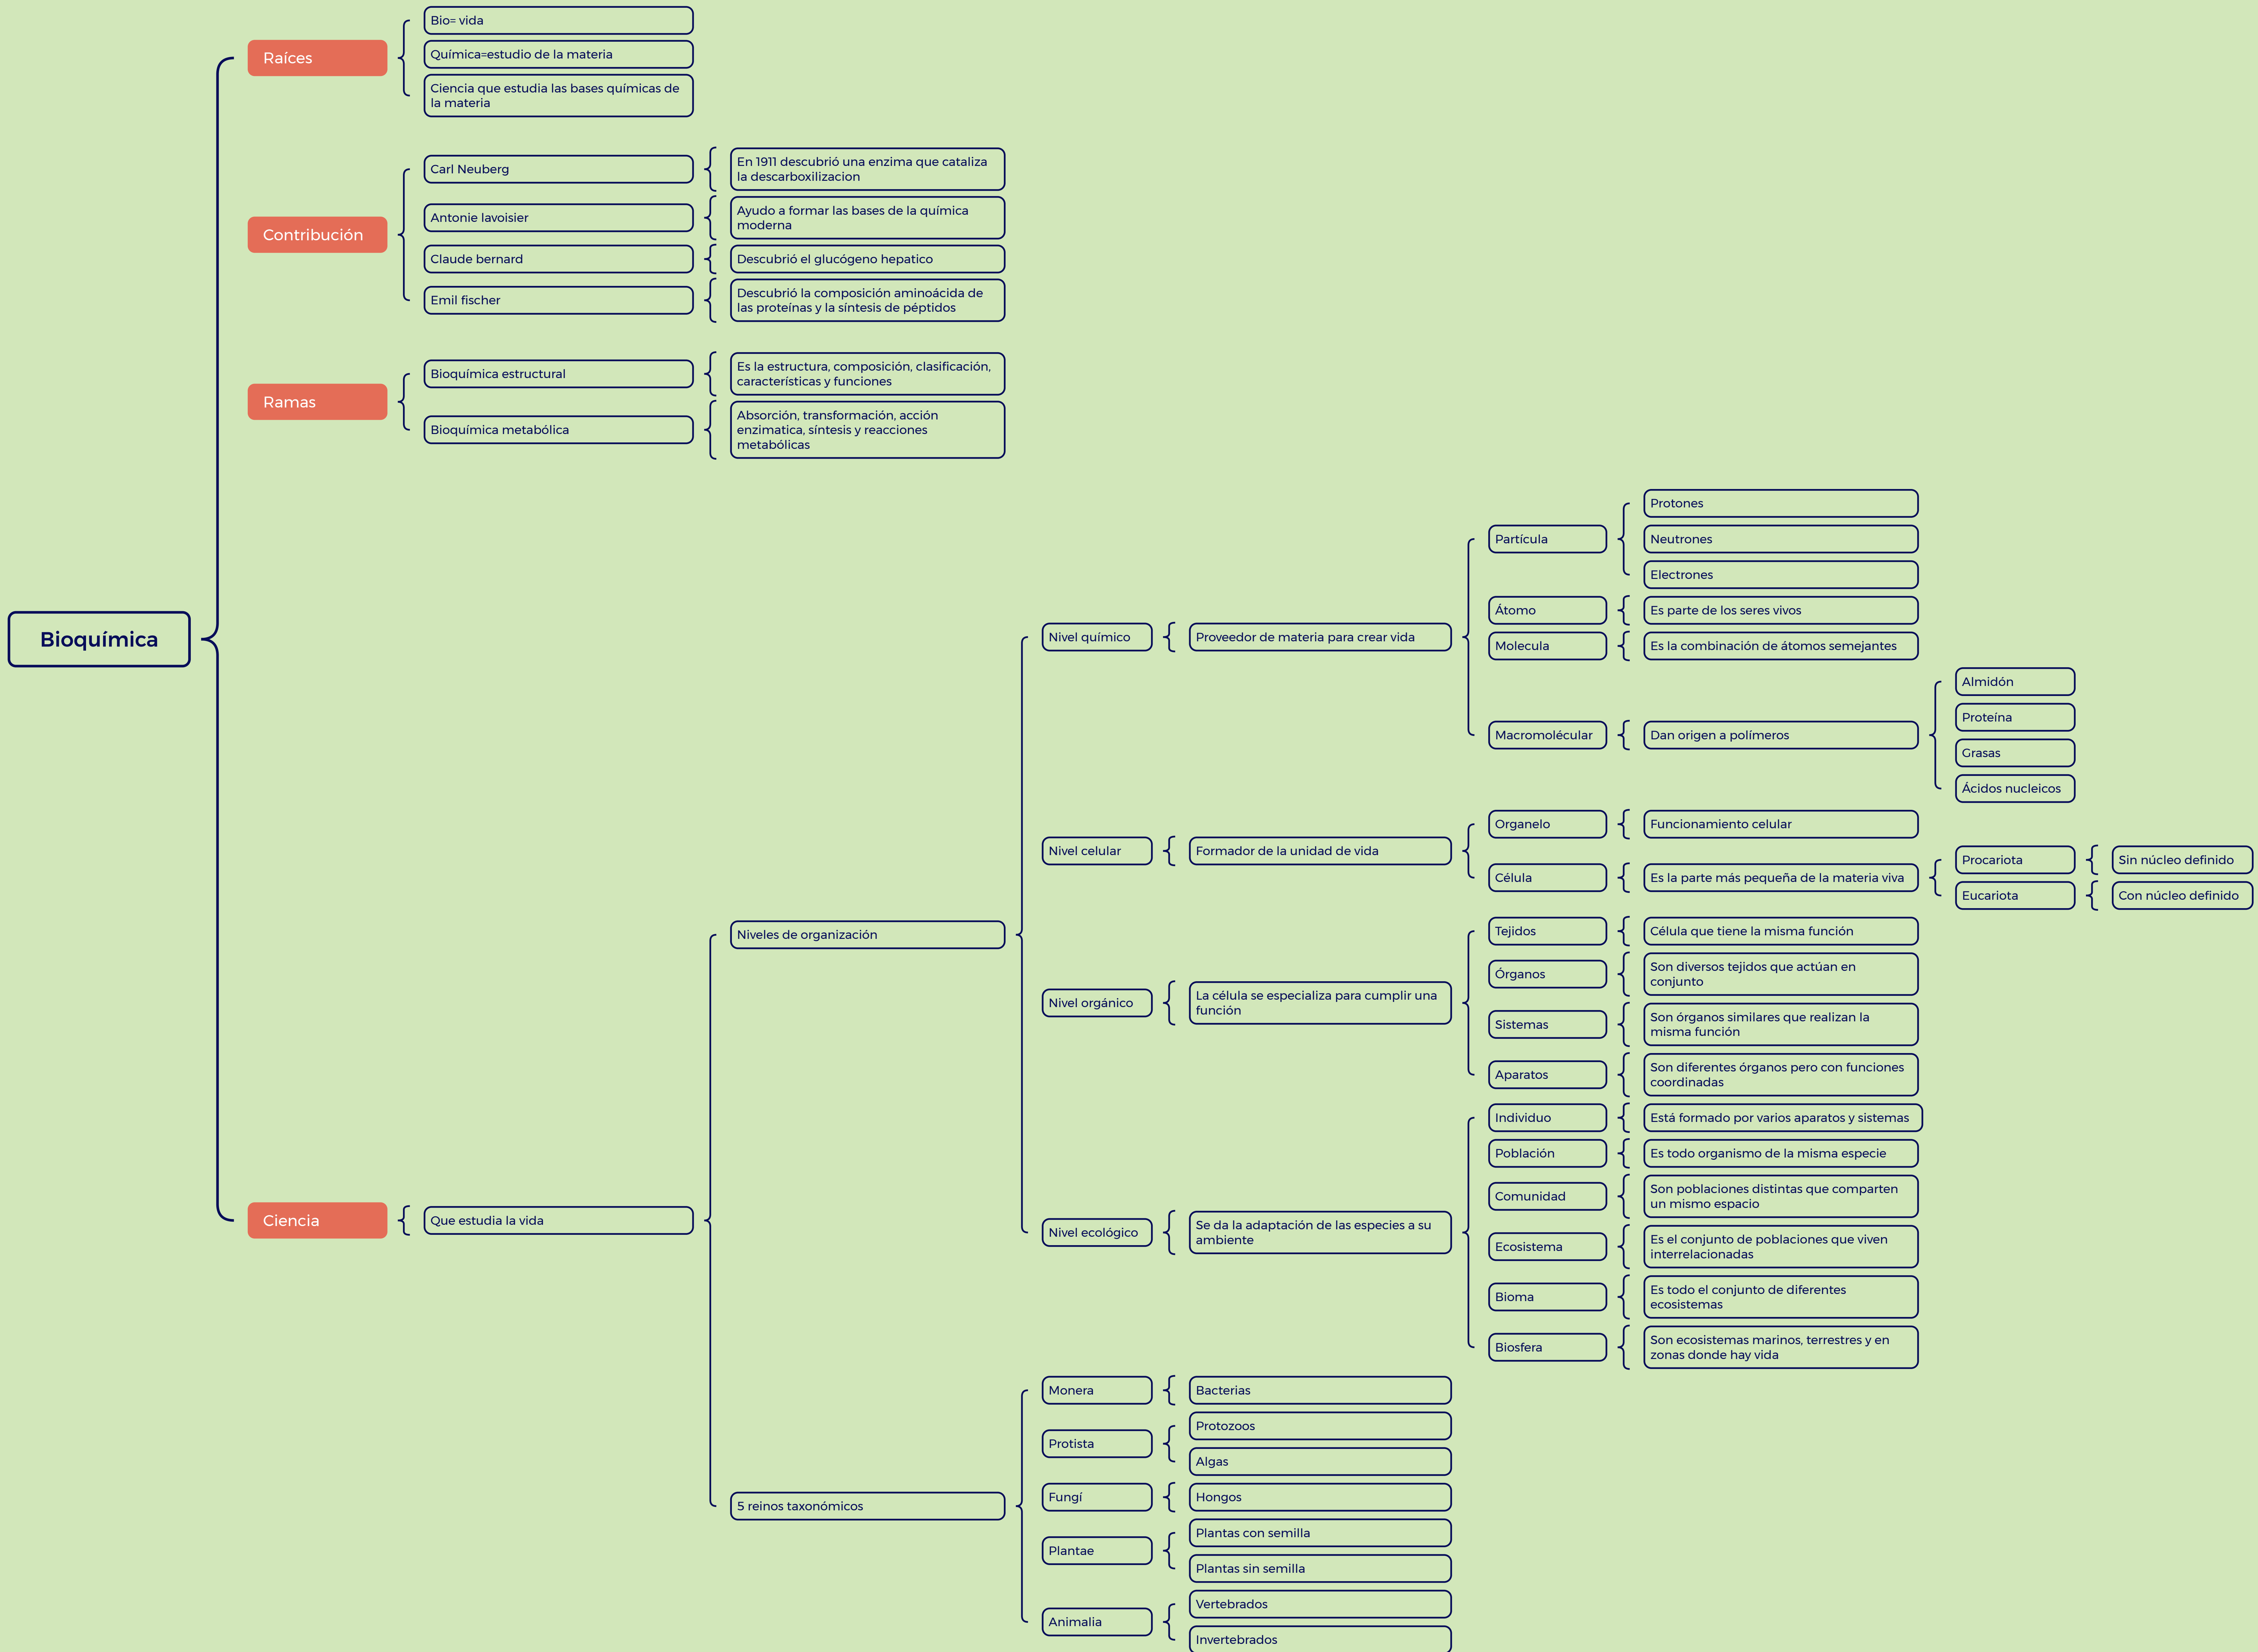 Bioquímica
Raíces
Bio= vida
Química=estudio de la materia
Ciencia que estudia las bases químicas de
la materia
Contribución
Carl Neuberg
En 1911 descubrió una enzima que cataliza
la descarboxilizacion
Antonie lavoisier
Ayudo a formar las bases de la química
moderna
Claude bernard
Descubrió el glucógeno hepatico
Emil fischer
Descubrió la composición aminoácida de
las proteínas y la síntesis de péptidos
Ramas
Bioquímica estructural
Es la estructura, composición, clasificación,
características y funciones
Bioquímica metabólica
Absorción, transformación, acción
enzimatica, síntesis y reacciones
metabólicas
Ciencia
Que estudia la vida
Niveles de organización
Nivel químico
Proveedor de materia para crear vida
Partícula
Protones
Neutrones
Electrones
Átomo
Es parte de los seres vivos
Molecula
Es la combinación de átomos semejantes
Macromolécular
Dan origen a polímeros
Almidón
Proteína
Grasas
Ácidos nucleicos
Nivel celular
Formador de la unidad de vida
Organelo
Funcionamiento celular
Célula
Es la parte más pequeña de la materia viva
Procariota
Sin núcleo definido
Eucariota
Con núcleo definido
Nivel orgánico
La célula se especializa para cumplir una
función
Tejidos
Célula que tiene la misma función
Órganos
Son diversos tejidos que actúan en
conjunto
Sistemas
Son órganos similares que realizan la
misma función
Aparatos
Son diferentes órganos pero con funciones
coordinadas
Nivel ecológico
Se da la adaptación de las especies a su
ambiente
Individuo
Está formado por varios aparatos y sistemas
Población
Es todo organismo de la misma especie
Comunidad
Son poblaciones distintas que comparten
un mismo espacio
Ecosistema
Es el conjunto de poblaciones que viven
interrelacionadas
Bioma
Es todo el conjunto de diferentes
ecosistemas
Biosfera
Son ecosistemas marinos, terrestres y en
zonas donde hay vida
5 reinos taxonómicos
Monera
Bacterias
Protista
Protozoos
Algas
Fungí
Hongos
Plantae
Plantas con semilla
Plantas sin semilla
Animalia
Vertebrados
Invertebrados